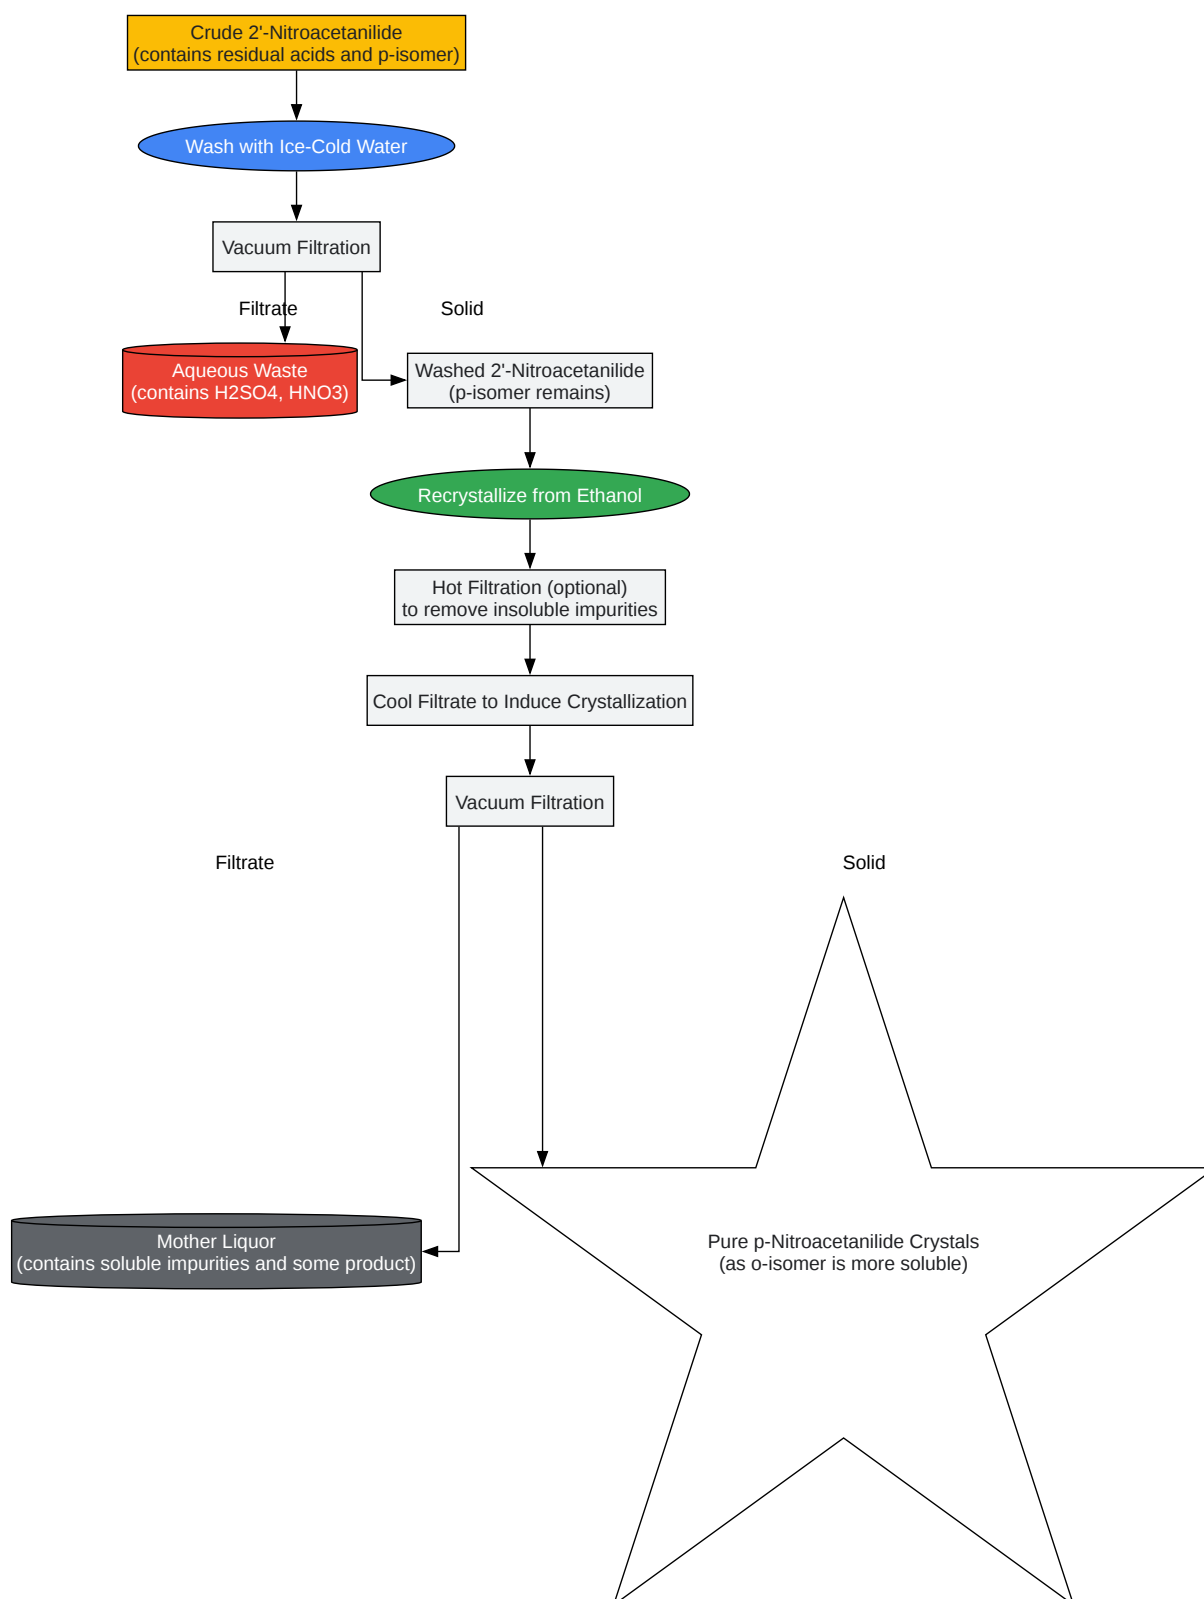 Crude 2'-Nitroacetanilide
(contains residual acids and p-isomer)
Wash with Ice-Cold Water
Vacuum Filtration
Filtrate
Solid
Aqueous Waste
(contains H2SO4, HNO3)
Washed 2'-Nitroacetanilide
(p-isomer remains)
Recrystallize from Ethanol
Hot Filtration (optional)
to remove insoluble impurities
Cool Filtrate to Induce Crystallization
Vacuum Filtration
Filtrate
Solid
Mother Liquor
(contains soluble impurities and some product)
Pure p-Nitroacetanilide Crystals
(as o-isomer is more soluble)